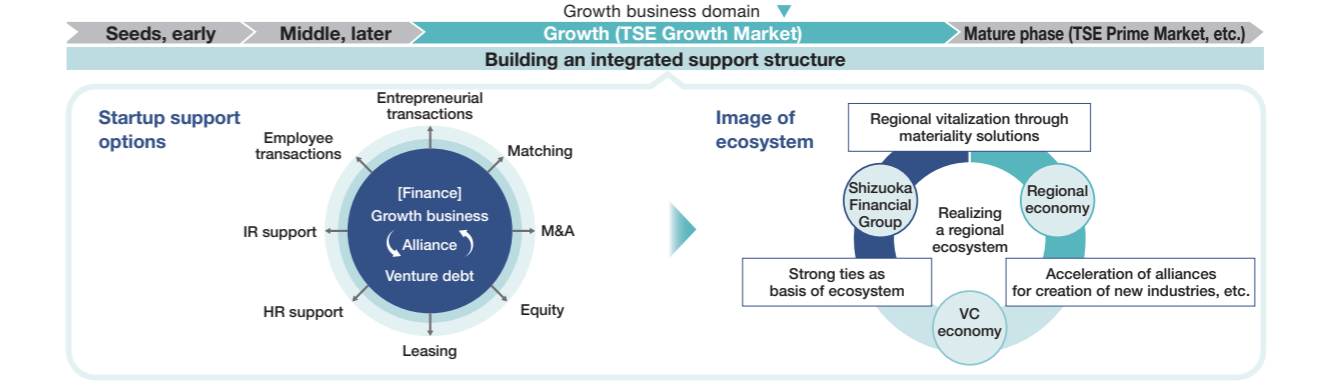 Growth business domain
Seeds, early
Middle, later
Growth (TSE Growth Market)
Mature phase (TSE Prime Market, etc.)
Building an integrated support structure
Startup support
options
Entrepreneurial
transactions
Employee
transactions
Matching
IR support
M&A
HR support
Equity
Leasing
[Finance]
Growth business
Alliance
Venture debt
Image of
ecosystem
Regional vitalization through
materiality solutions
Shizuoka
Financial
Group
Regional
economy
Realizing
a regional
ecosystem
Strong ties as
basis of ecosystem
Acceleration of alliances
for creation of new industries, etc.
VC
economy